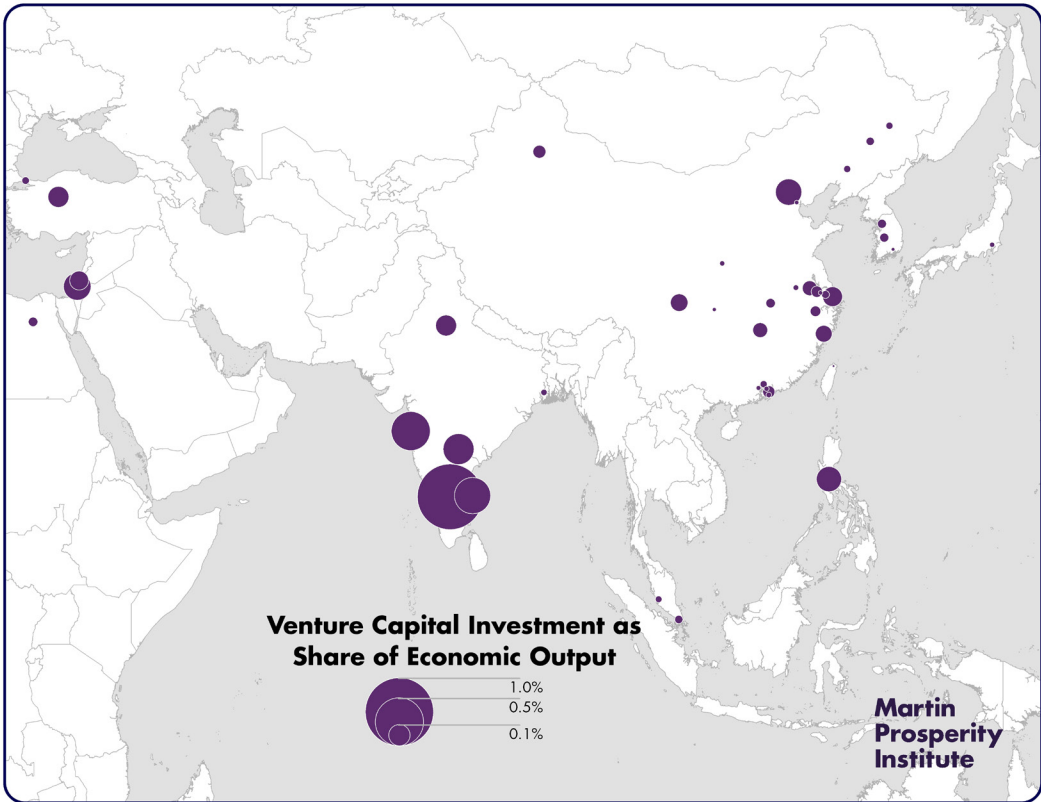 Venture Capital Investment as
Share of Economic Output
1.0%
0.5%
0.1%
Martin
Prosperity
Institute